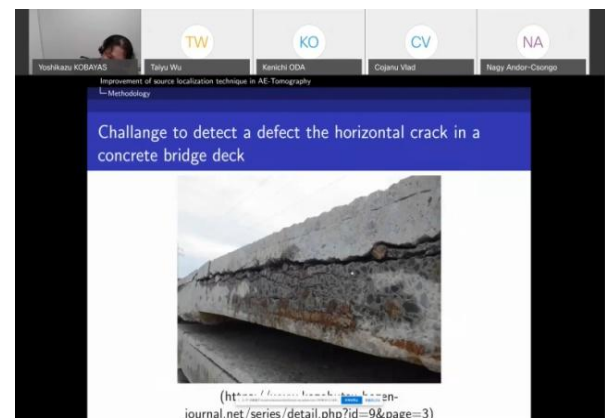 TW
KO
CV
NA
Yoshikazu KOBAYAS
Taiyu Wu
Kenichi ODA
Cojanu Vlad
Nagy Andor-Csongo
Improvement of source localization technique in AE-Tomography
Methodology
Challange to detect a defect the horizontal crack in a
concrete bridge deck
journal.net/series/detail.php?id=9&page=3)